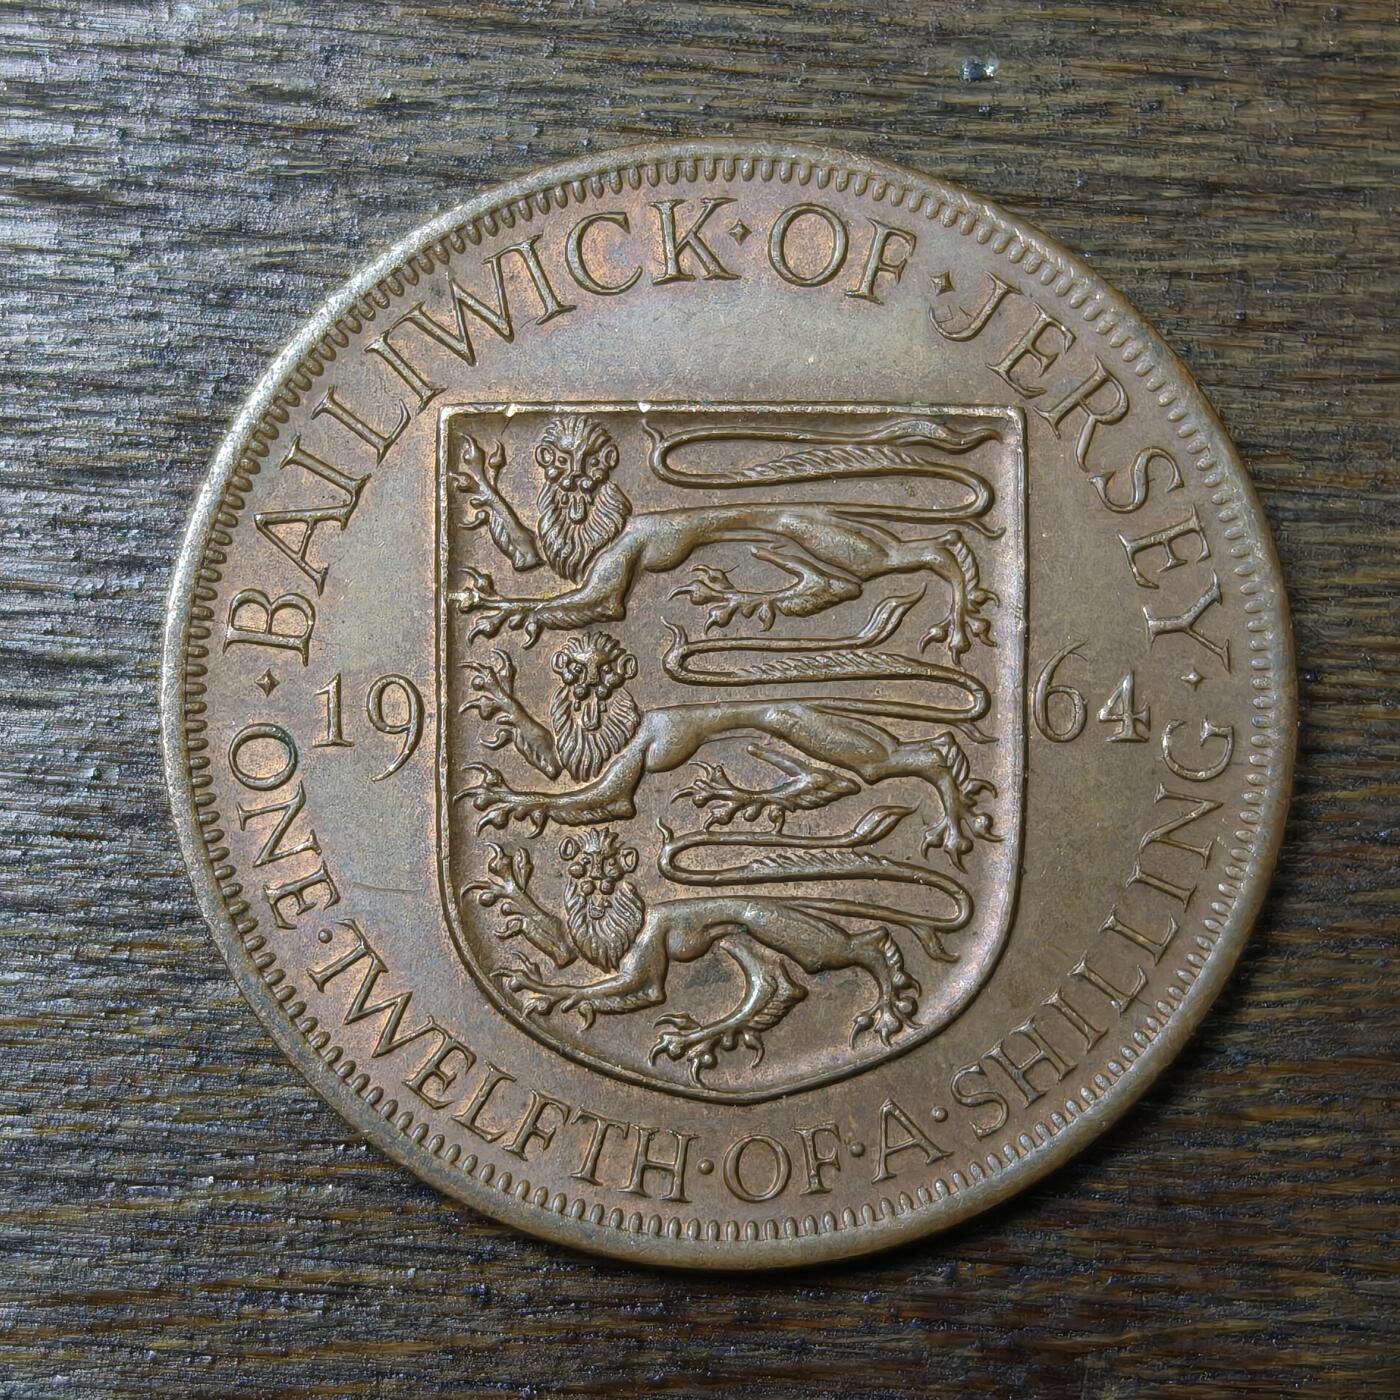 · BAILIWICK · OF · JERSEY ·
19 64
ONE · TWELFTH · OF · A · SHILLING